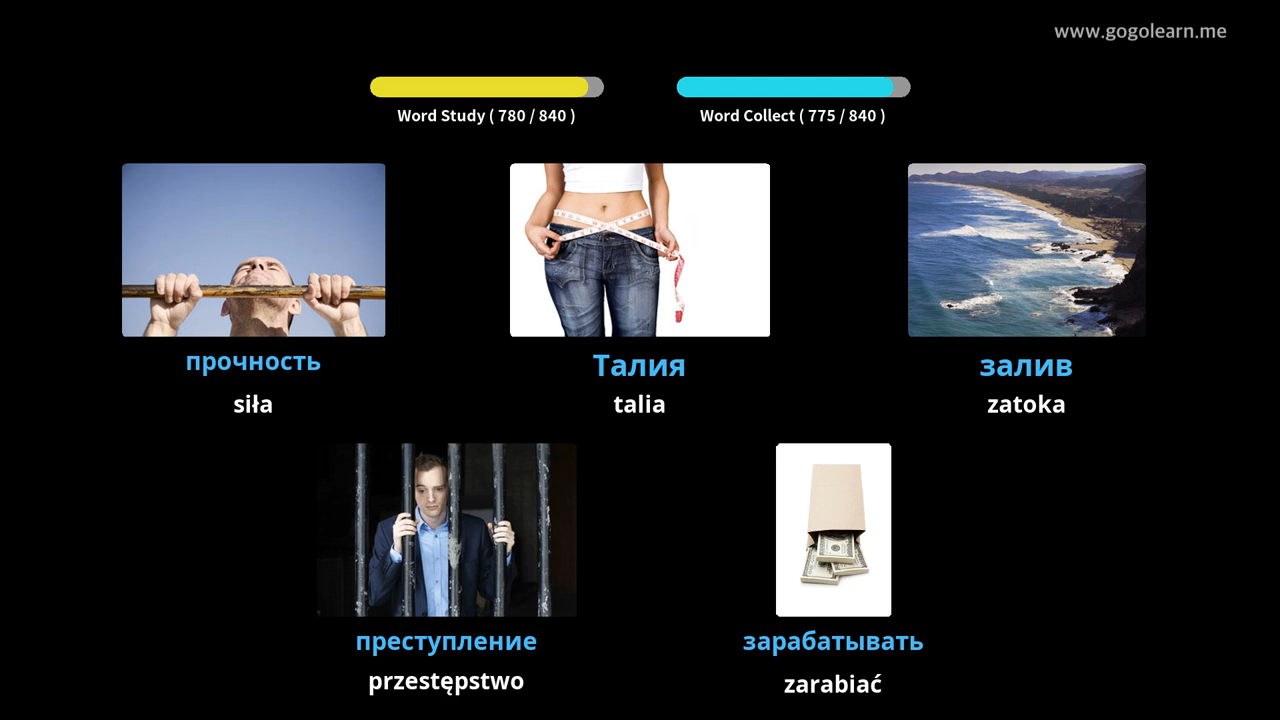 www.gogolearn.me
Word Study ( 780 / 840 )
Word Collect ( 775 / 840 )
прочность
Талия
залив
siła
talia
zatoka
преступление
зарабатывать
przestępstwo
zarabiać